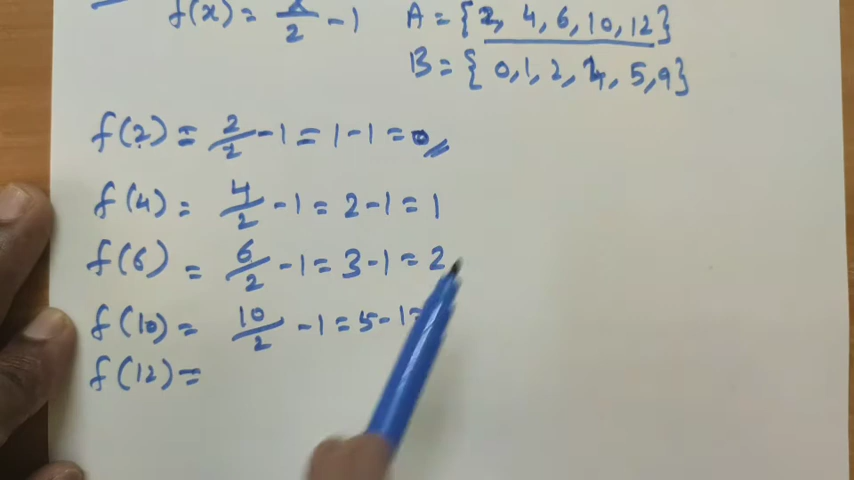 f(x) = x/2 - 1
A = {2, 4, 6, 10, 12}
B = {0, 1, 2, 4, 5, 9}
f(2) = 2/2 - 1 = 1 - 1 = 0
f(4) = 4/2 - 1 = 2 - 1 = 1
f(6) = 6/2 - 1 = 3 - 1 = 2
f(10) = 10/2 - 1 = 5 - 1 =
f(12) =